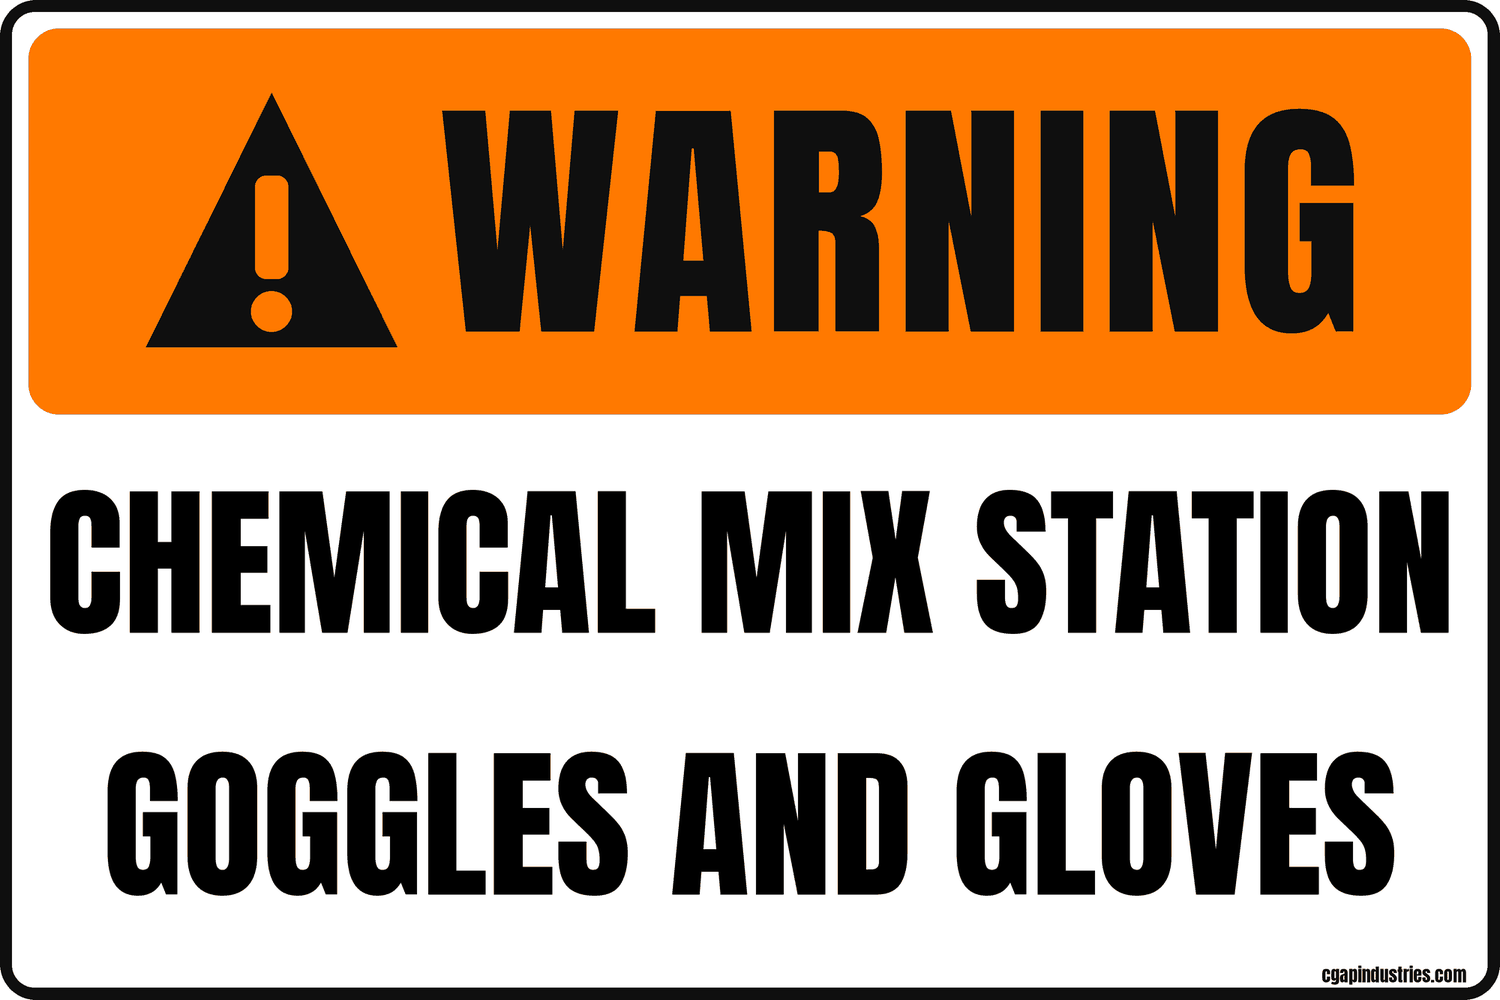 WARNING
CHEMICAL MIX STATION
GOGGLES AND GLOVES
cgapindustries.com